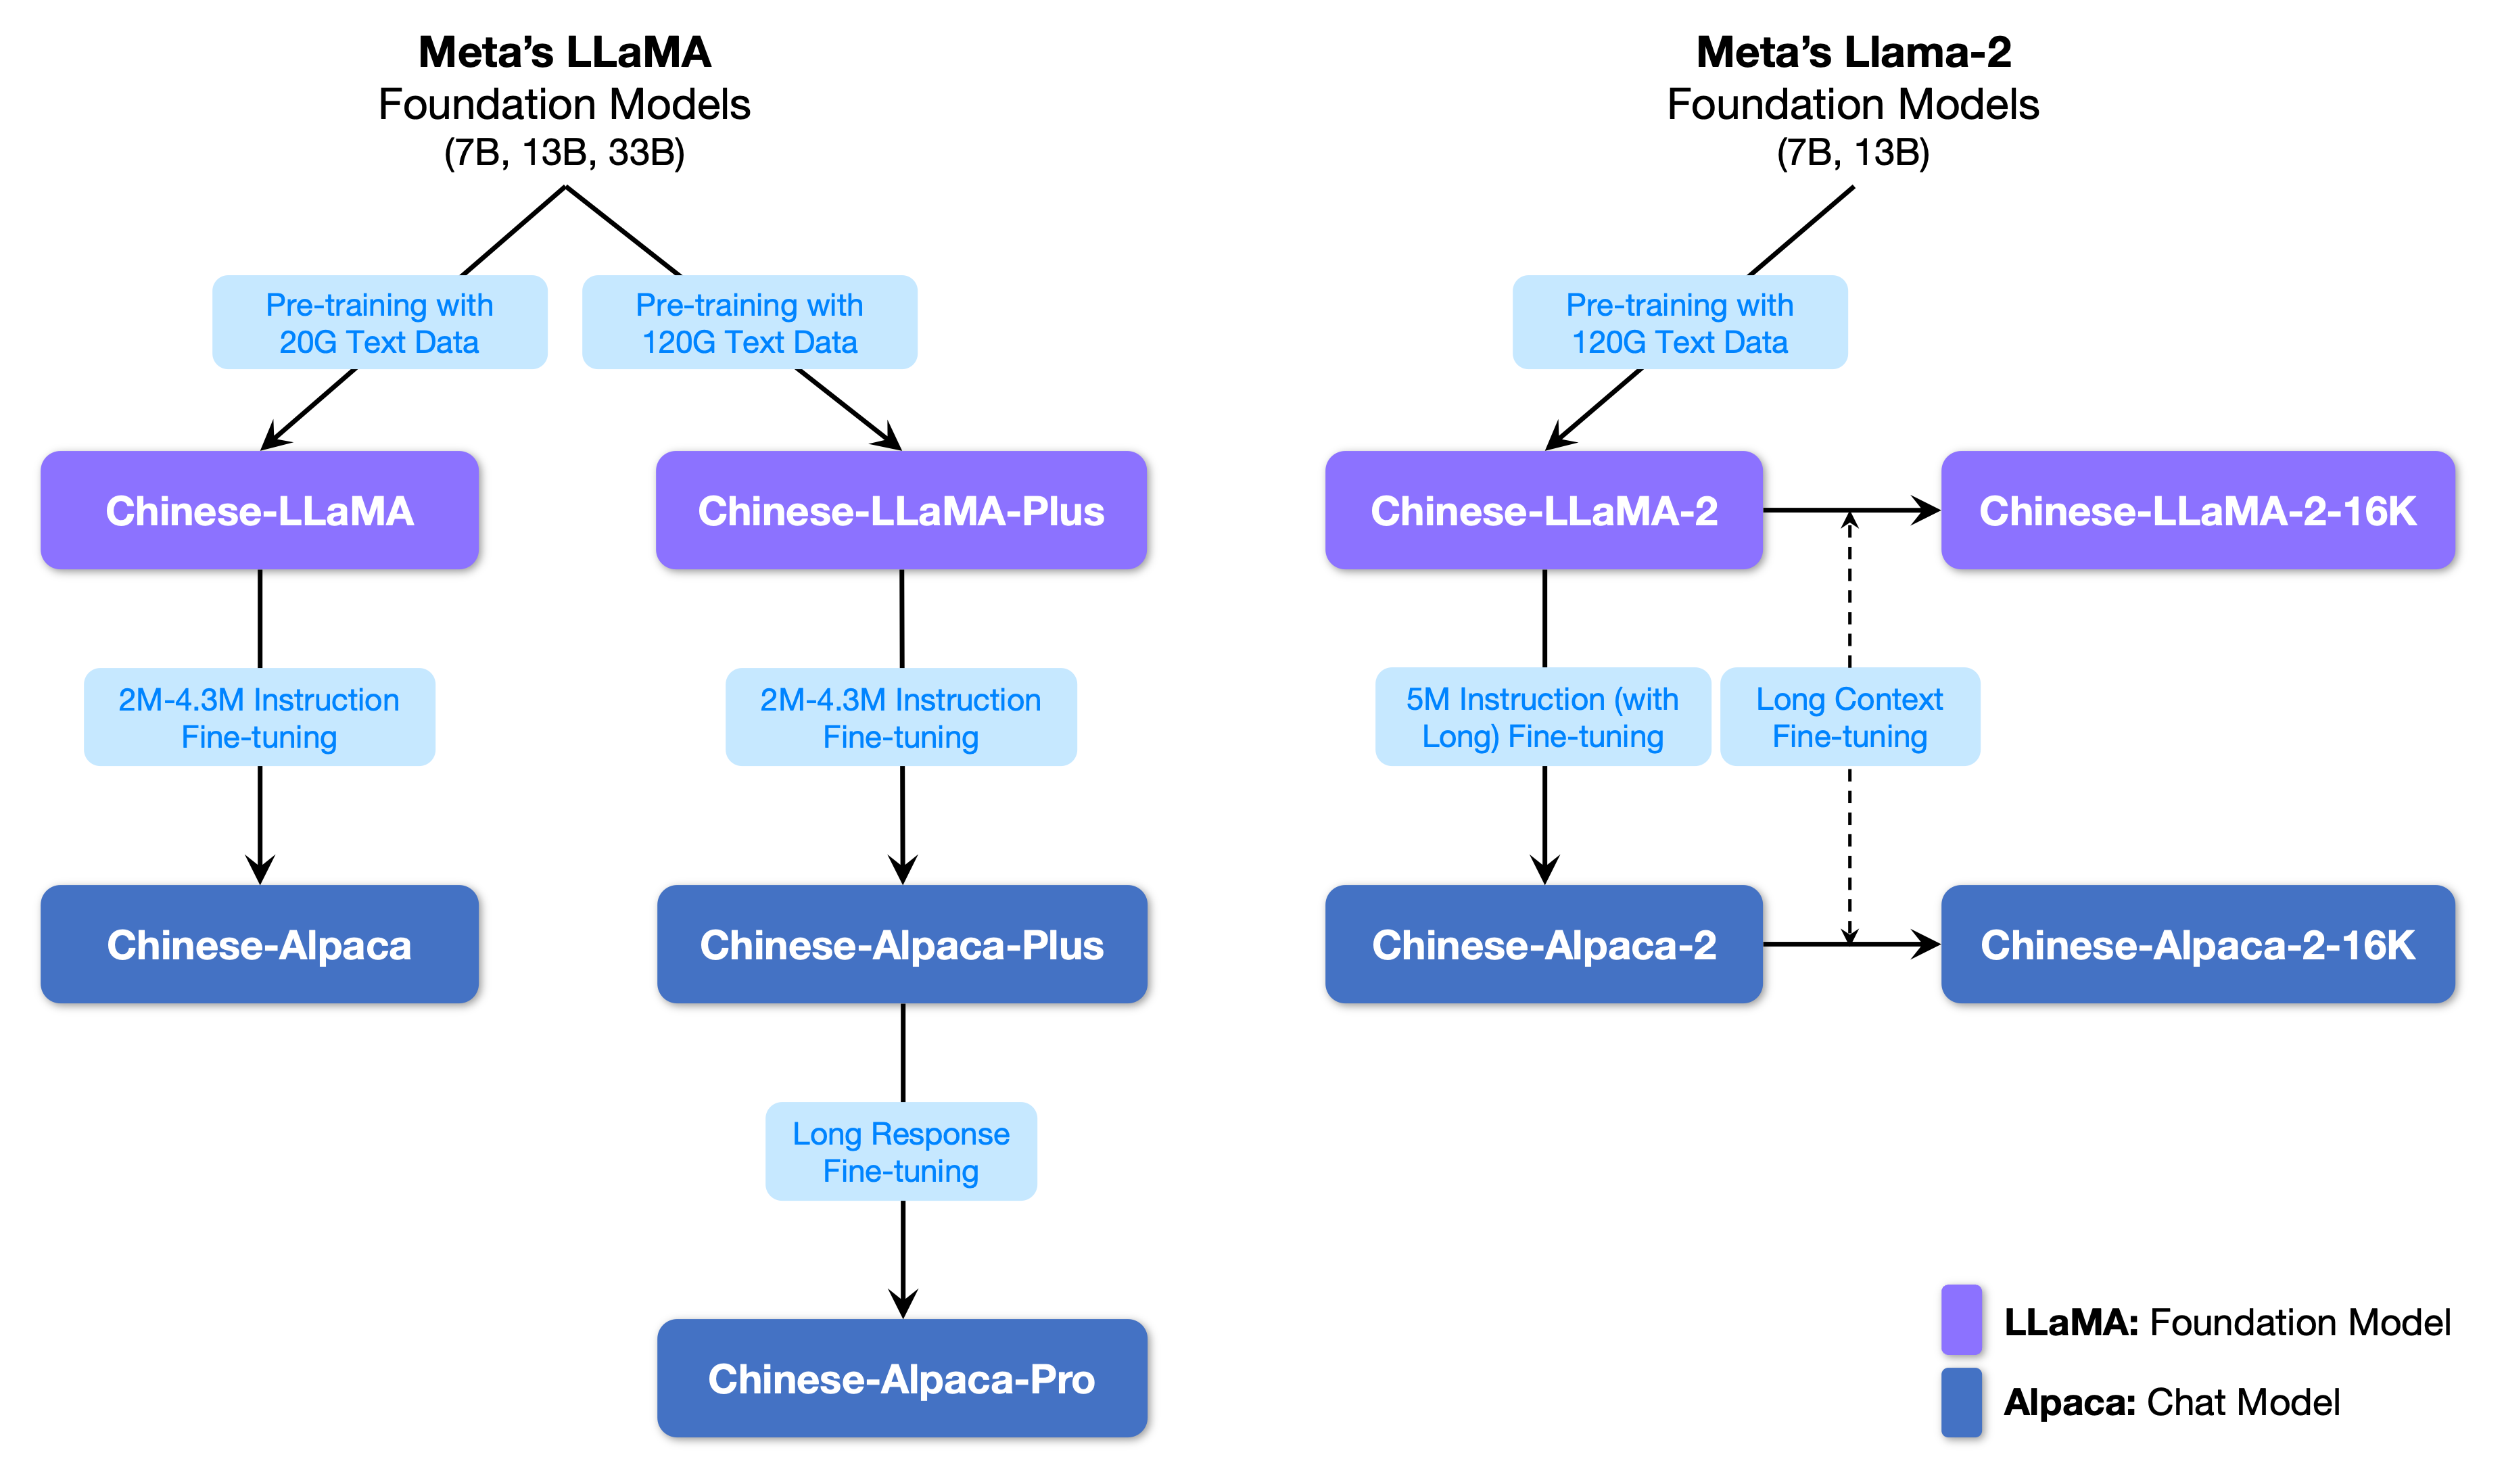 Meta’s LLaMA
Foundation Models
(7B, 13B, 33B)
Meta’s Llama-2
Foundation Models
(7B, 13B)
Pre-training with
20G Text Data
Pre-training with
120G Text Data
Pre-training with
120G Text Data
Chinese-LLaMA
Chinese-LLaMA-Plus
Chinese-LLaMA-2
Chinese-LLaMA-2-16K
2M-4.3M Instruction
Fine-tuning
2M-4.3M Instruction
Fine-tuning
5M Instruction (with
Long) Fine-tuning
Long Context
Fine-tuning
Chinese-Alpaca
Chinese-Alpaca-Plus
Chinese-Alpaca-2
Chinese-Alpaca-2-16K
Long Response
Fine-tuning
Chinese-Alpaca-Pro
LLaMA: Foundation Model
Alpaca: Chat Model